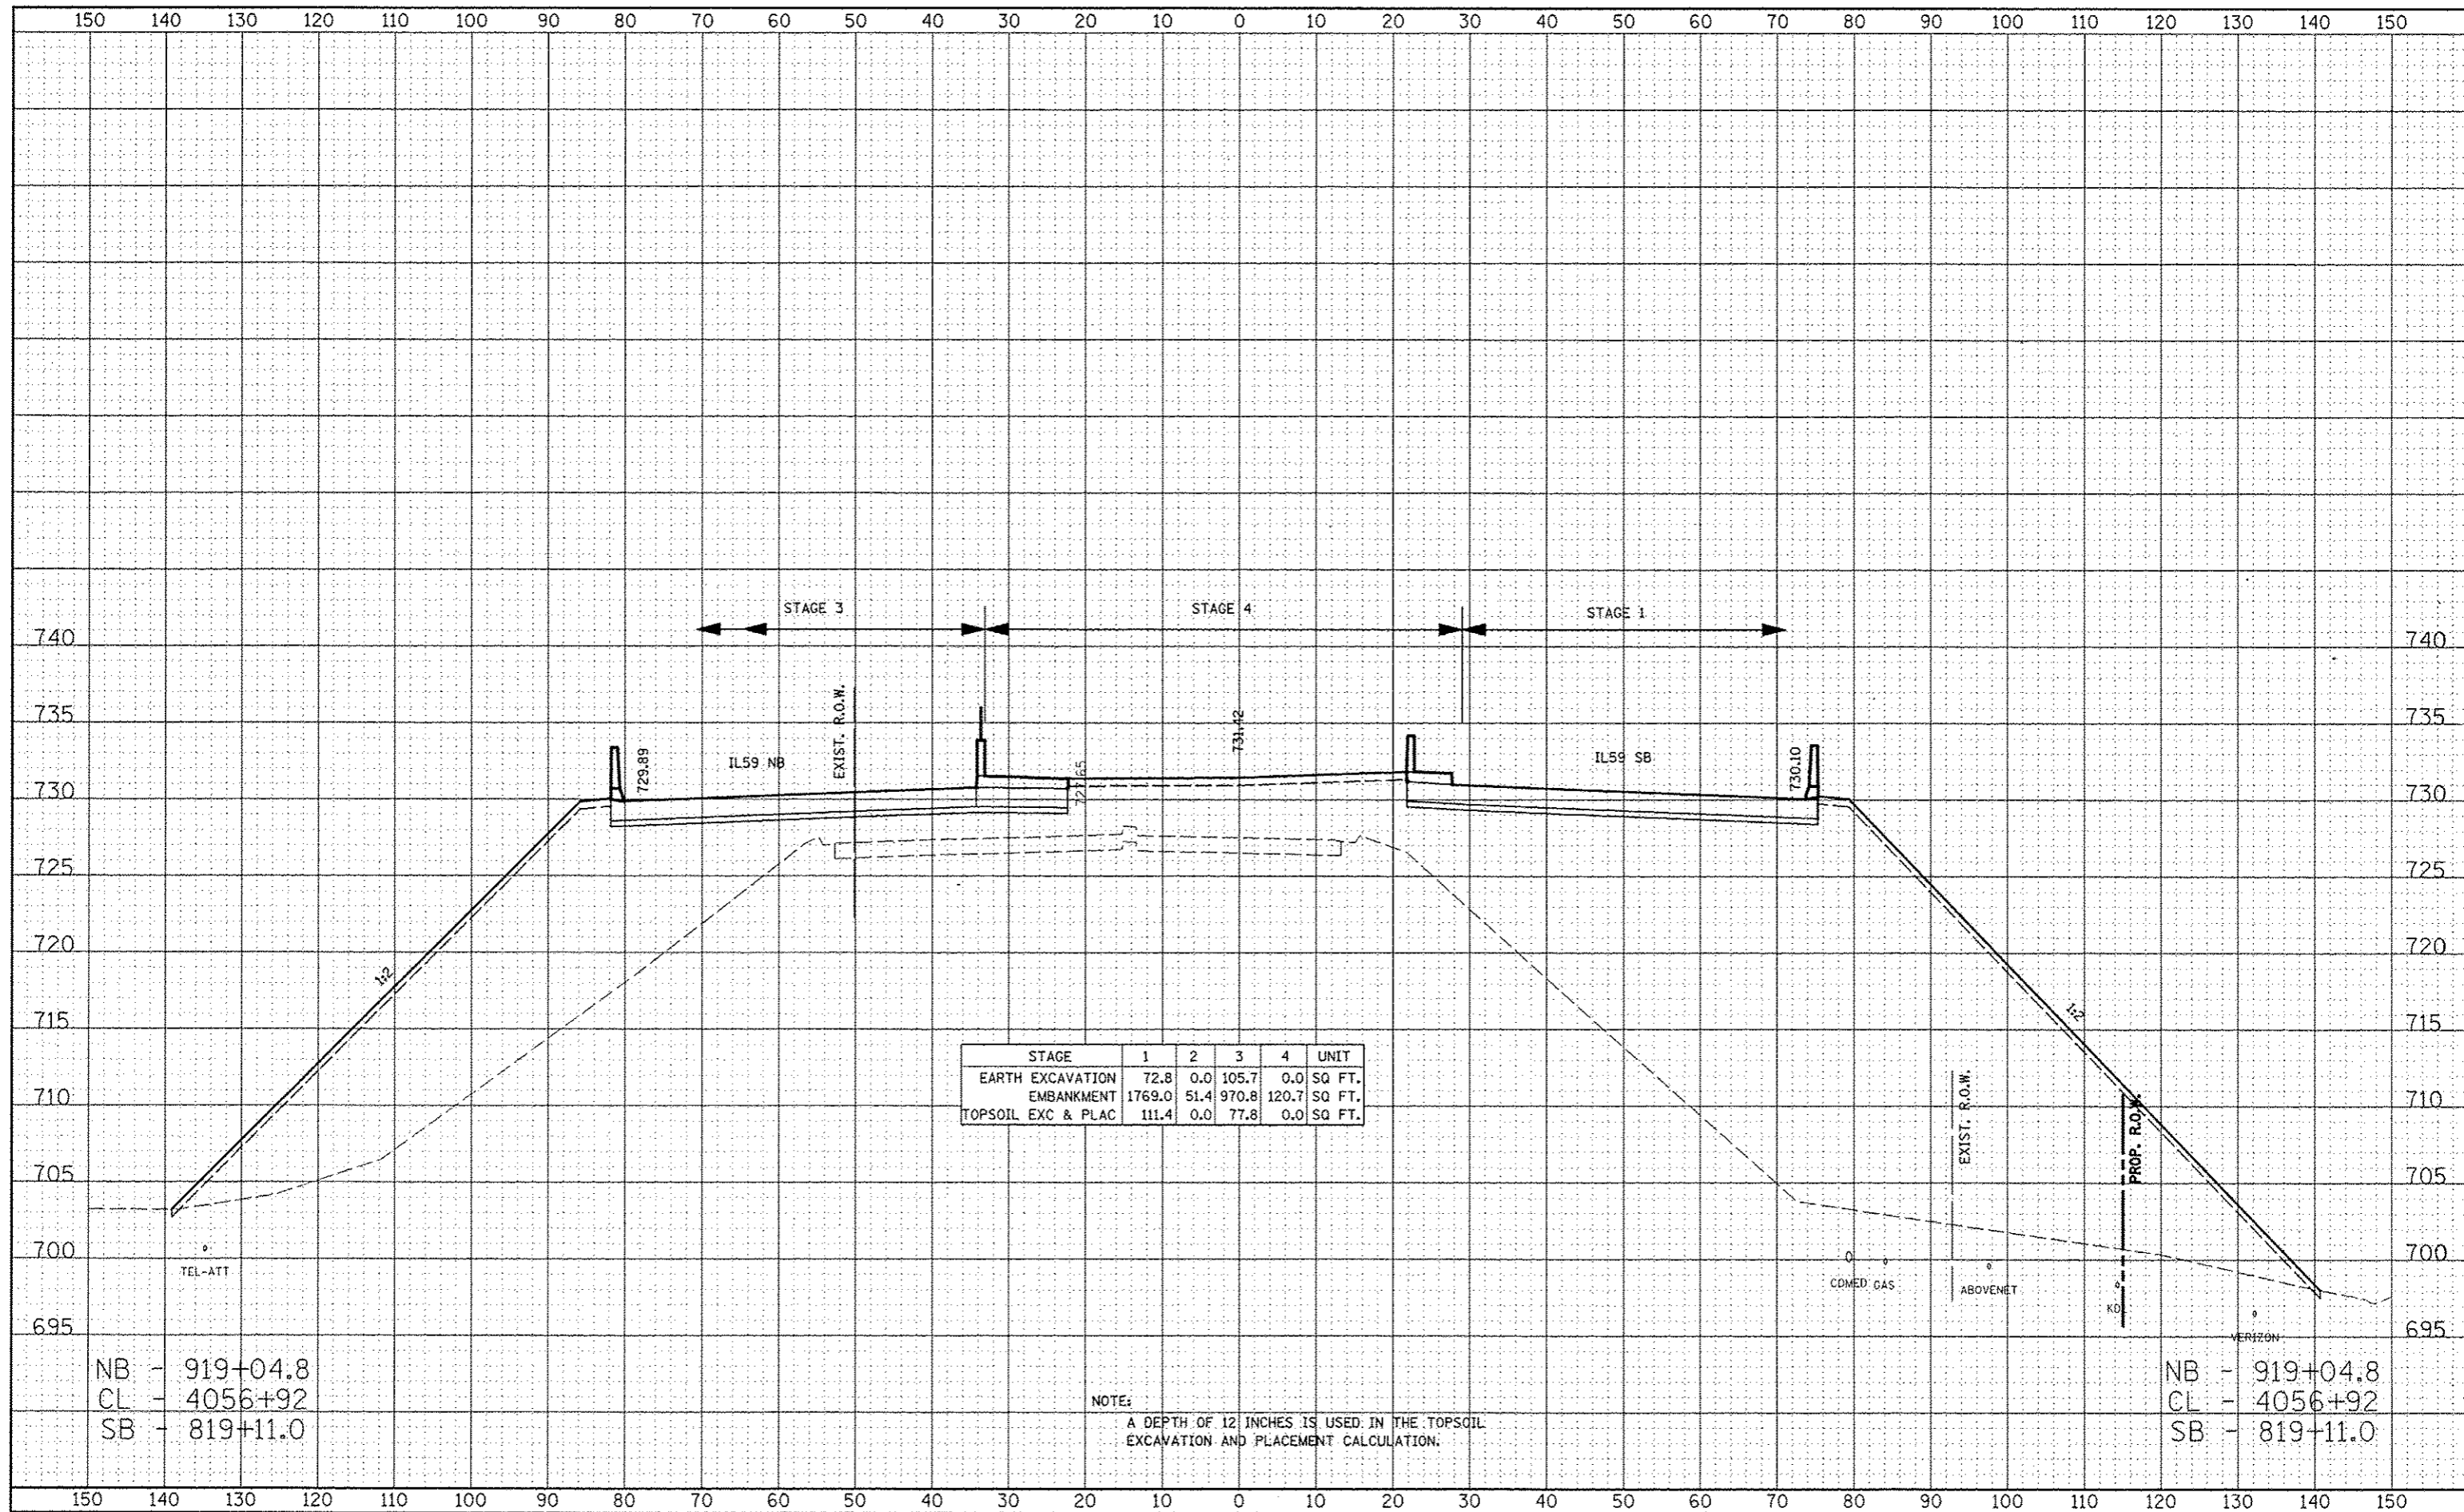 150 140 130 120 110 100 90 80 70 60 50 40 30 20 10 0 10 20 30 40 50 60 70 80 90 100 110 120 130 140 150
STAGE 3
STAGE 4
STAGE 1
740
740
EXIST. R.O.W.
735
735
729.89
IL59 NB
731.42
IL59 SB
730.10
730
730
725
725
720
720
1:2
1:2
715
715
STAGE 1 2 3 4 UNIT
EARTH EXCAVATION 72.8 0.0 105.7 0.0 SQ FT.
EMBANKMENT 1769.0 51.4 970.8 120.7 SQ FT.
TOPSOIL EXC & PLAC 111.4 0.0 77.8 0.0 SQ FT.
710
710
EXIST. R.O.W.
PROP. R.O.W.
705
705
700
700
TEL-ATT
COMED GAS
ABOVENET
VERIZON
695
695
NB - 919+04.8
CL - 4056+92
SB - 819+11.0
NOTE:
A DEPTH OF 12 INCHES IS USED IN THE TOPSOIL
EXCAVATION AND PLACEMENT CALCULATION.
NB - 919+04.8
CL - 4056+92
SB - 819+11.0
150 140 130 120 110 100 90 80 70 60 50 40 30 20 10 0 10 20 30 40 50 60 70 80 90 100 110 120 130 140 150